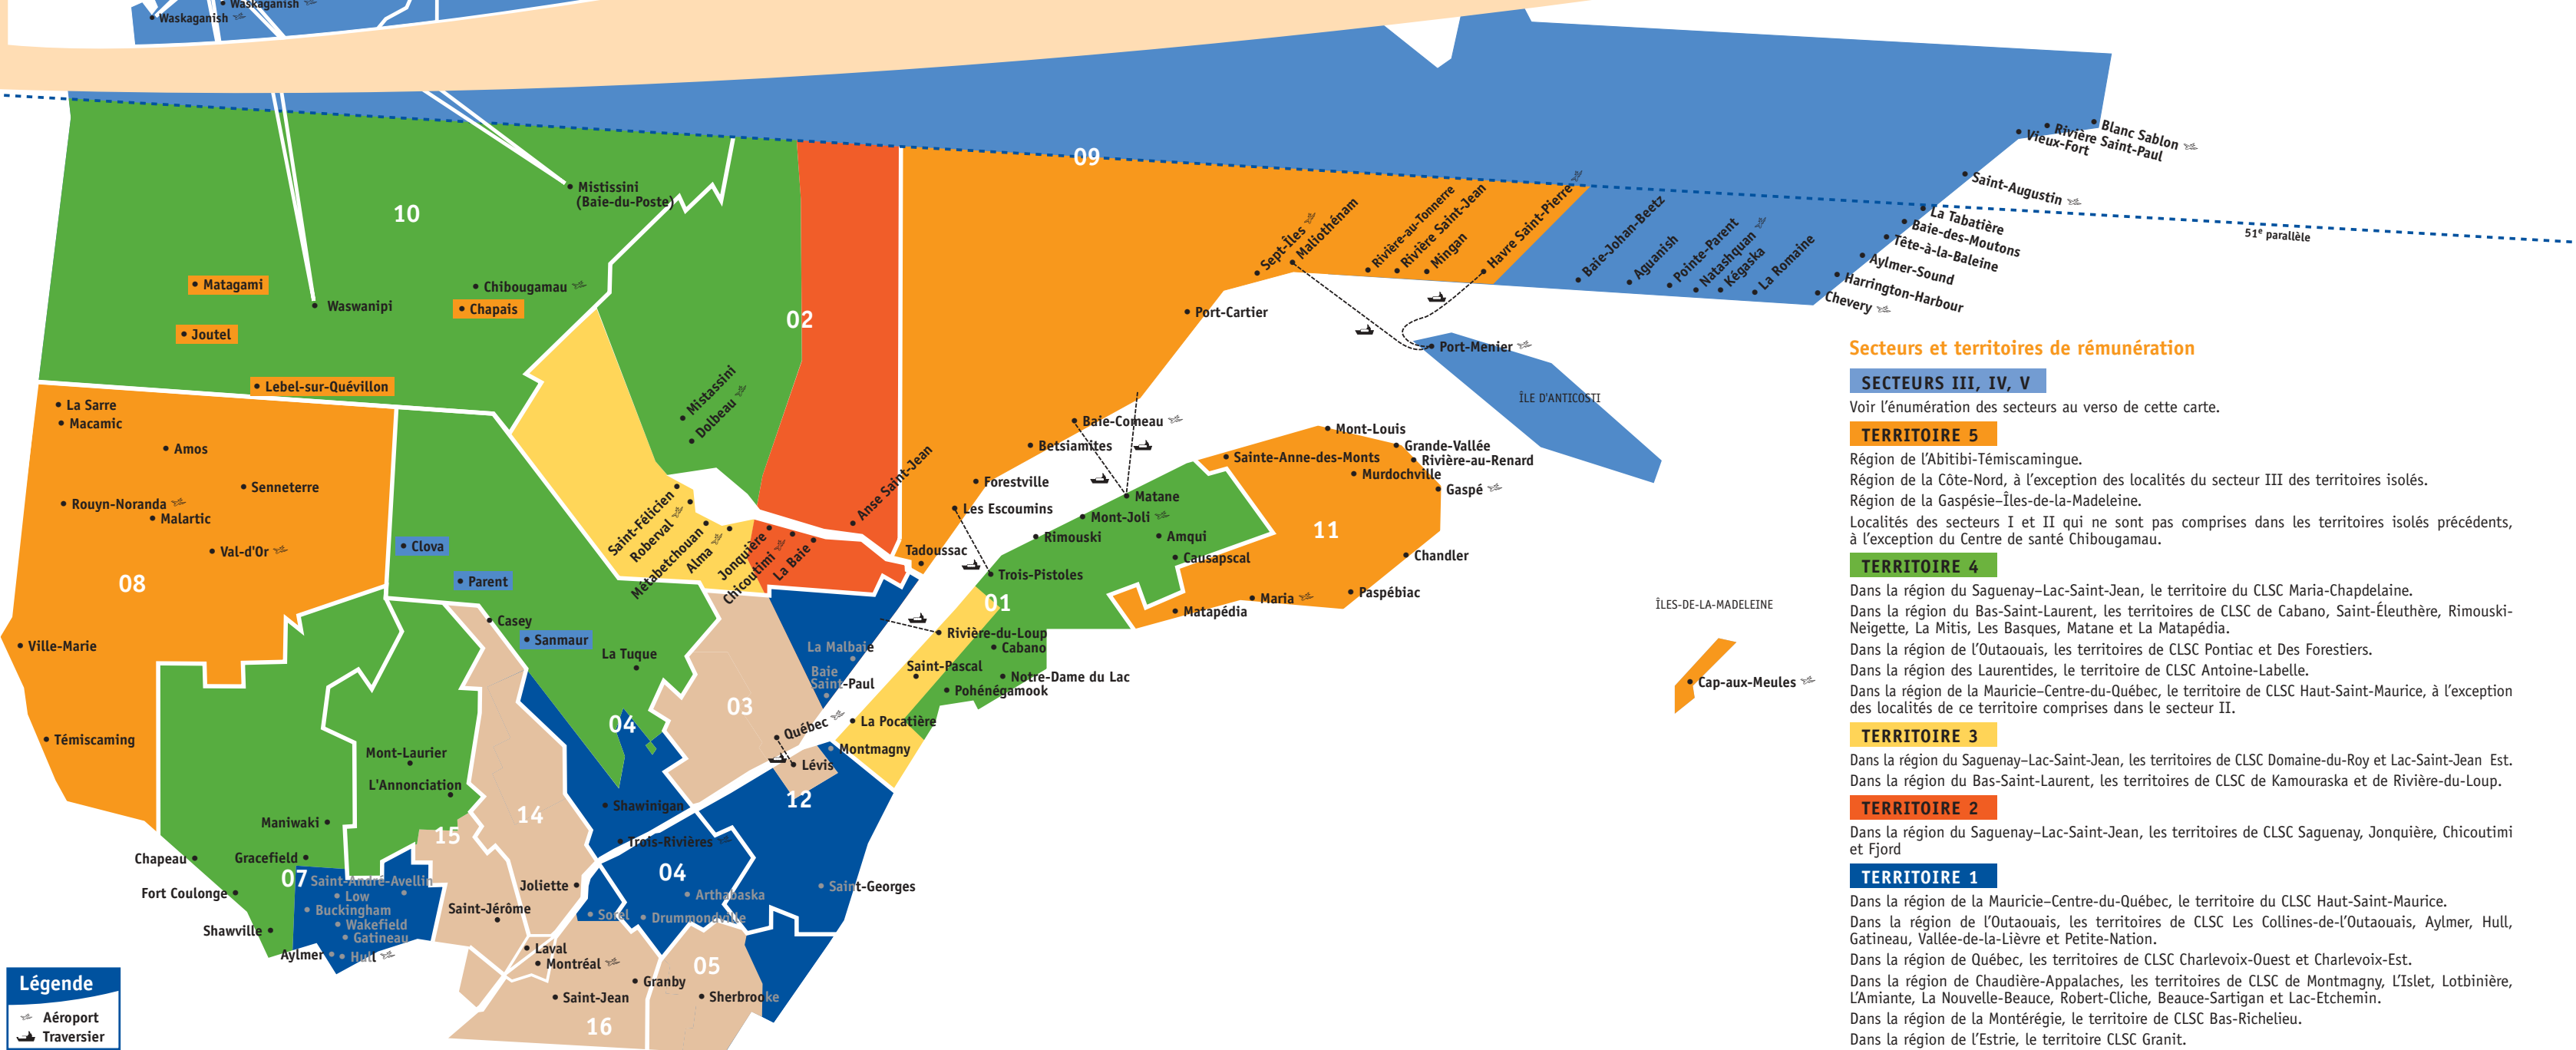 Waskaganish
Waskaganish
09
Blanc Sablon
Rivière Saint-Paul
Vieux-Fort
Saint-Augustin
La Tabatière
Baie-des-Moutons
Tête-à-la-Baleine
Aylmer-Sound
Harrington-Harbour
Chevery
51e parallèle
Mistissini
(Baie-du-Poste)
10
Matagami
Waswanipi
Chibougamau
Chapais
Joutel
Lebel-sur-Quévillon
02
Sept-Îles
Maliothénam
Rivière-au-Tonnerre
Rivière Saint-Jean
Mingan
Havre Saint-Pierre
Baie-Johan-Beetz
Aguanish
Pointe-Parent
Natashquan
Kégaska
La Romaine
Port-Cartier
Port-Menier
ÎLE D'ANTICOSTI
La Sarre
Macamic
Amos
Senneterre
Rouyn-Noranda
Malartic
Val-d'Or
08
Ville-Marie
Témiscaming
Mistassini
Dolbeau
Saint-Félicien
Roberval
Métabetchouan
Alma
Jonquière
Chicoutimi
La Baie
Anse Saint-Jean
Baie-Comeau
Betsiamites
Forestville
Les Escoumins
Tadoussac
Mont-Louis
Grande-Vallée
Rivière-au-Renard
Sainte-Anne-des-Monts
Murdochville
Gaspé
Matane
Mont-Joli
Rimouski
Amqui
Causapscal
11
Chandler
Trois-Pistoles
01
Maria
Paspébiac
Matapédia
ÎLES-DE-LA-MADELEINE
Cap-aux-Meules
Clova
Parent
Casey
Sanmaur
La Tuque
La Malbaie
Baie
Saint-Paul
Rivière-du-Loup
Cabano
Saint-Pascal
Notre-Dame du Lac
Pohénégamook
La Pocatière
03
04
Québec
Montmagny
Lévis
12
Mont-Laurier
L'Annonciation
14
Shawinigan
Trois-Rivières
Maniwaki
15
Chapeau
Gracefield
07
Saint-André-Avellin
Low
Fort Coulonge
Buckingham
Wakefield
Gatineau
Shawville
Aylmer
Hull
Joliette
Saint-Jérôme
04
Arthabaska
Sorel
Drummondville
Saint-Georges
Laval
Montréal
05
Granby
Saint-Jean
Sherbrooke
16
Légende
Aéroport
Traversier
Secteurs et territoires de rémunération
SECTEURS III, IV, V
Voir l’énumération des secteurs au verso de cette carte.
TERRITOIRE 5
Région de l’Abitibi-Témiscamingue.
Région de la Côte-Nord, à l’exception des localités du secteur III des territoires isolés.
Région de la Gaspésie–Îles-de-la-Madeleine.
Localités des secteurs I et II qui ne sont pas comprises dans les territoires isolés précédents,
à l’exception du Centre de santé Chibougamau.
TERRITOIRE 4
Dans la région du Saguenay–Lac-Saint-Jean, le territoire du CLSC Maria-Chapdelaine.
Dans la région du Bas-Saint-Laurent, les territoires de CLSC de Cabano, Saint-Éleuthère, Rimouski-
Neigette, La Mitis, Les Basques, Matane et La Matapédia.
Dans la région de l’Outaouais, les territoires de CLSC Pontiac et Des Forestiers.
Dans la région des Laurentides, le territoire de CLSC Antoine-Labelle.
Dans la région de la Mauricie–Centre-du-Québec, le territoire de CLSC Haut-Saint-Maurice, à l’exception
des localités de ce territoire comprises dans le secteur II.
TERRITOIRE 3
Dans la région du Saguenay–Lac-Saint-Jean, les territoires de CLSC Domaine-du-Roy et Lac-Saint-Jean Est.
Dans la région du Bas-Saint-Laurent, les territoires de CLSC de Kamouraska et de Rivière-du-Loup.
TERRITOIRE 2
Dans la région du Saguenay–Lac-Saint-Jean, les territoires de CLSC Saguenay, Jonquière, Chicoutimi
et Fjord
TERRITOIRE 1
Dans la région de la Mauricie–Centre-du-Québec, le territoire du CLSC Haut-Saint-Maurice.
Dans la région de l’Outaouais, les territoires de CLSC Les Collines-de-l’Outaouais, Aylmer, Hull,
Gatineau, Vallée-de-la-Lièvre et Petite-Nation.
Dans la région de Québec, les territoires de CLSC Charlevoix-Ouest et Charlevoix-Est.
Dans la région de Chaudière-Appalaches, les territoires de CLSC de Montmagny, L’Islet, Lotbinière,
L’Amiante, La Nouvelle-Beauce, Robert-Cliche, Beauce-Sartigan et Lac-Etchemin.
Dans la région de la Montérégie, le territoire de CLSC Bas-Richelieu.
Dans la région de l’Estrie, le territoire CLSC Granit.